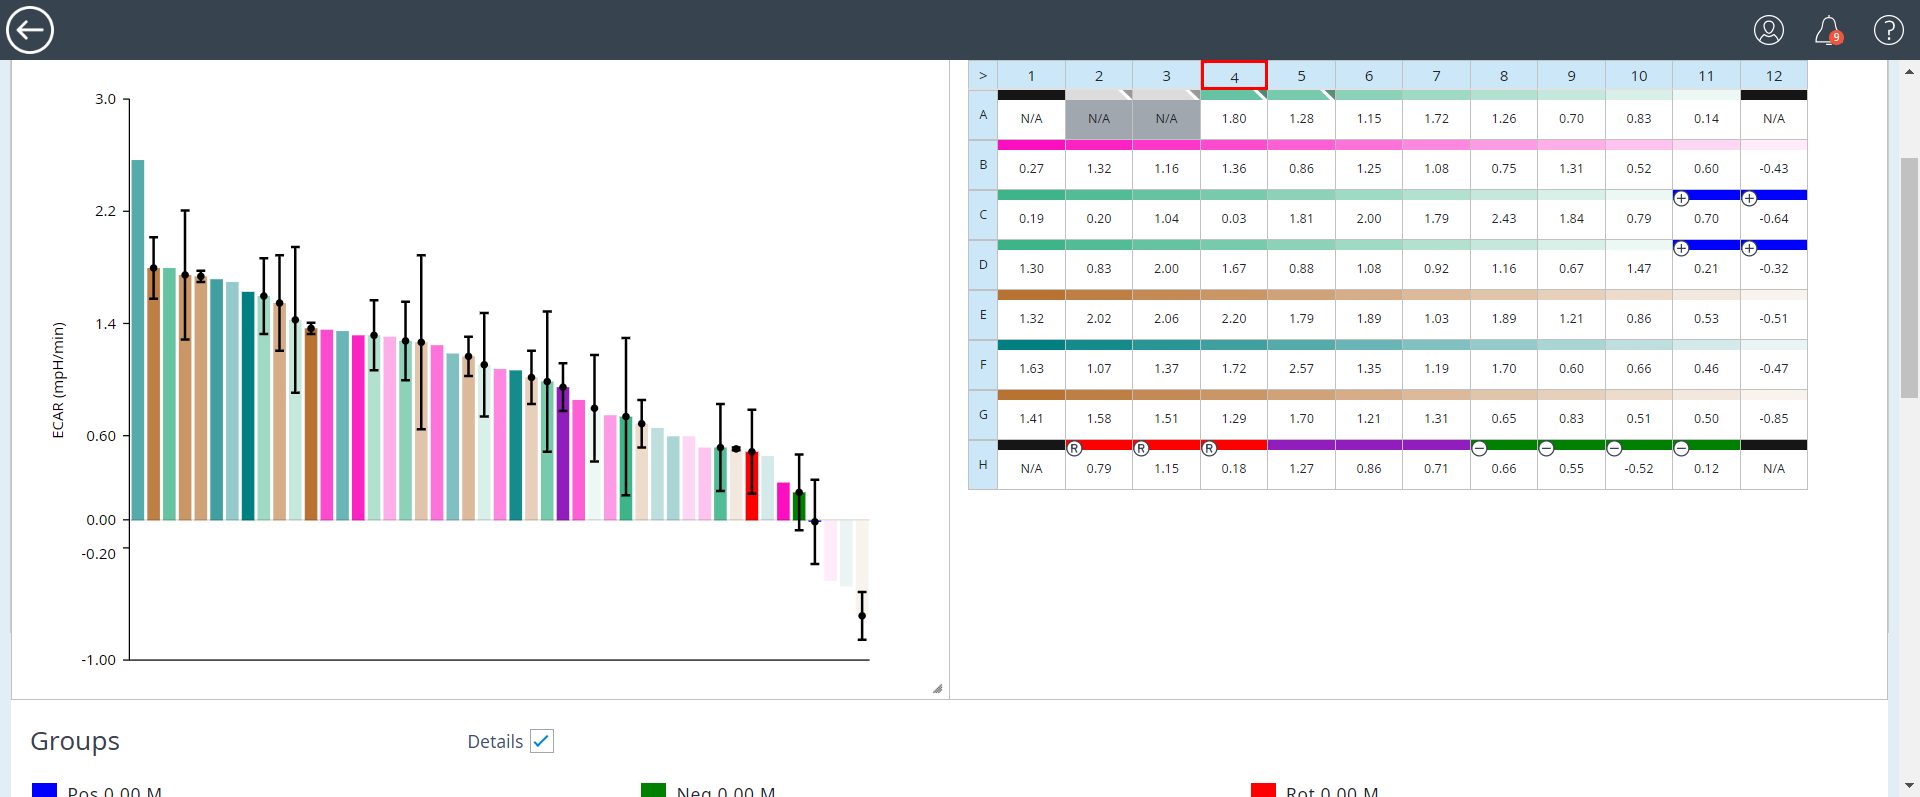 9
3.0
2.2
1.4
0.60
0.00
-0.20
-1.00
ECAR (mpH/min)
> 1 2 3 4 5 6 7 8 9 10 11 12
A N/A N/A N/A 1.80 1.28 1.15 1.72 1.26 0.70 0.83 0.14 N/A
B 0.27 1.32 1.16 1.36 0.86 1.25 1.08 0.75 1.31 0.52 0.60 -0.43
C 0.19 0.20 1.04 0.03 1.81 2.00 1.79 2.43 1.84 0.79 0.70 -0.64
D 1.30 0.83 2.00 1.67 0.88 1.08 0.92 1.16 0.67 1.47 0.21 -0.32
E 1.32 2.02 2.06 2.20 1.79 1.89 1.03 1.89 1.21 0.86 0.53 -0.51
F 1.63 1.07 1.37 1.72 2.57 1.35 1.19 1.70 0.60 0.66 0.46 -0.47
G 1.41 1.58 1.51 1.29 1.70 1.21 1.31 0.65 0.83 0.51 0.50 -0.85
R R R
H N/A 0.79 1.15 0.18 1.27 0.86 0.71 0.66 0.55 -0.52 0.12 N/A
Groups
Details
Pos 0.00 M
Neg 0.00 M
Rot 0.00 M